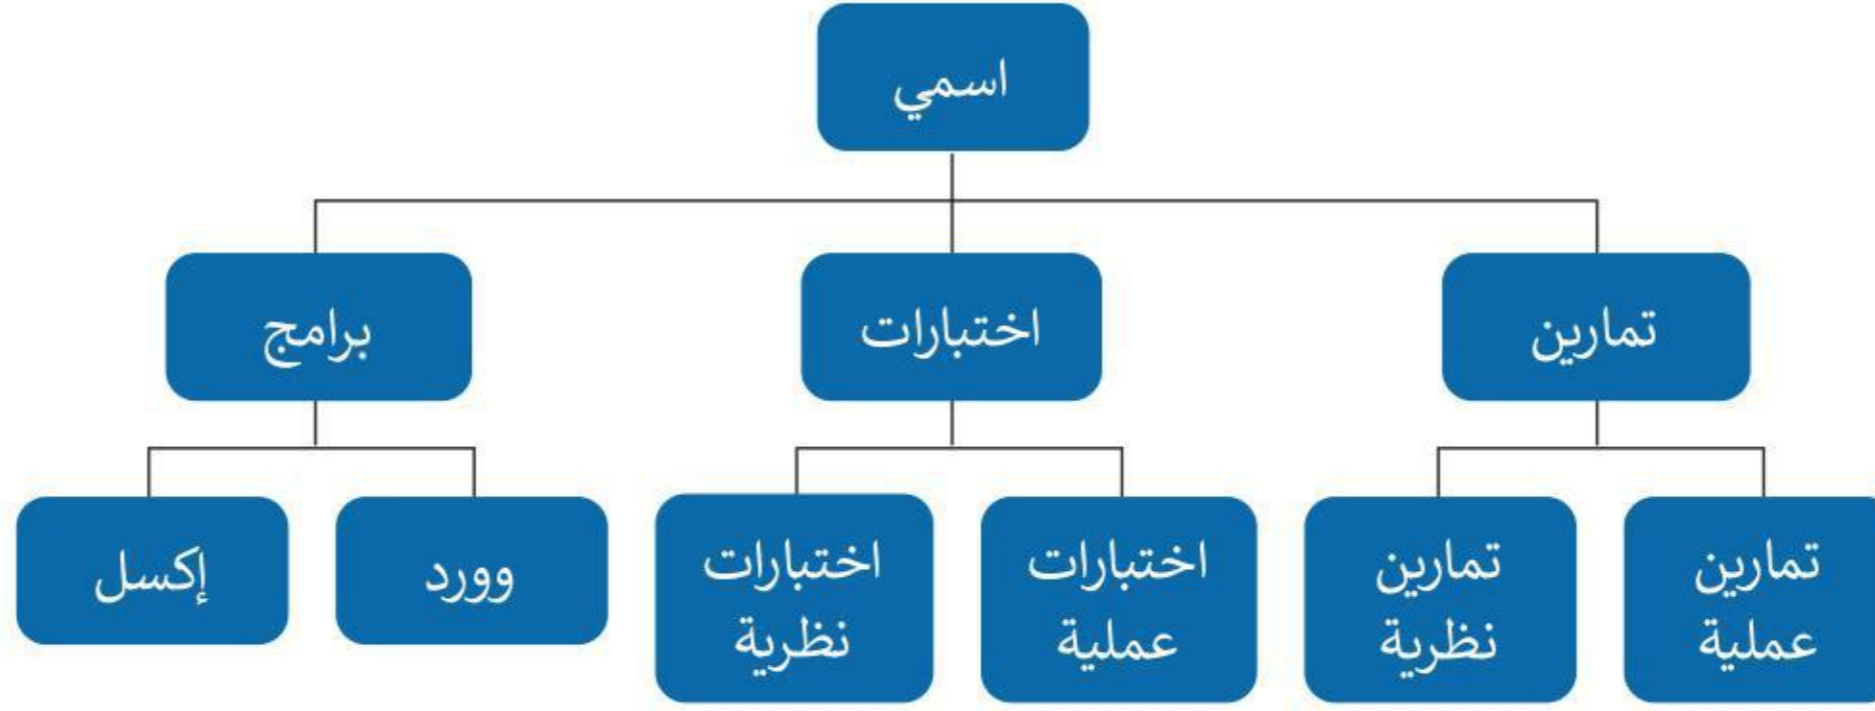 اسمي
تمارين
اختبارات
برامج
تمارين
عملية
تمارين
نظرية
اختبارات
عملية
اختبارات
نظرية
وورد
إكسل